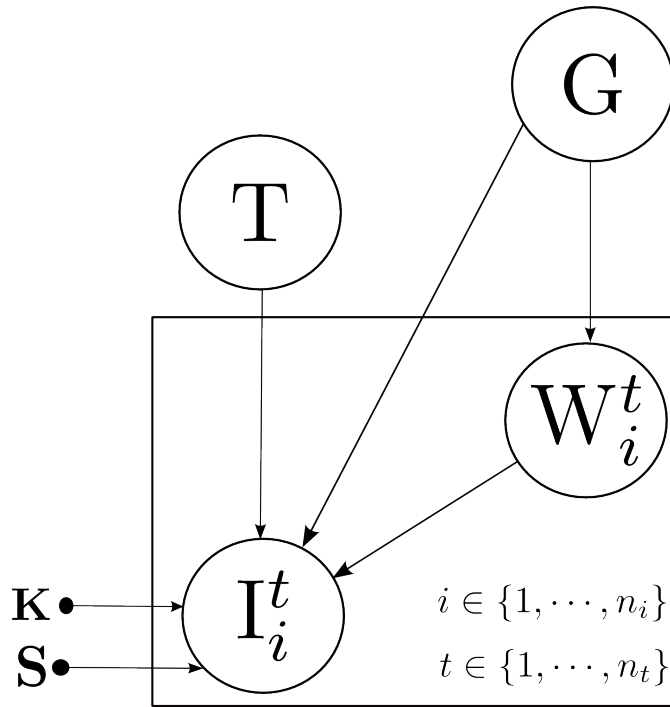 G
T
W_i^t
I_i^t
K
S
i ∈ {1, ⋯, n_i}
t ∈ {1, ⋯, n_t}